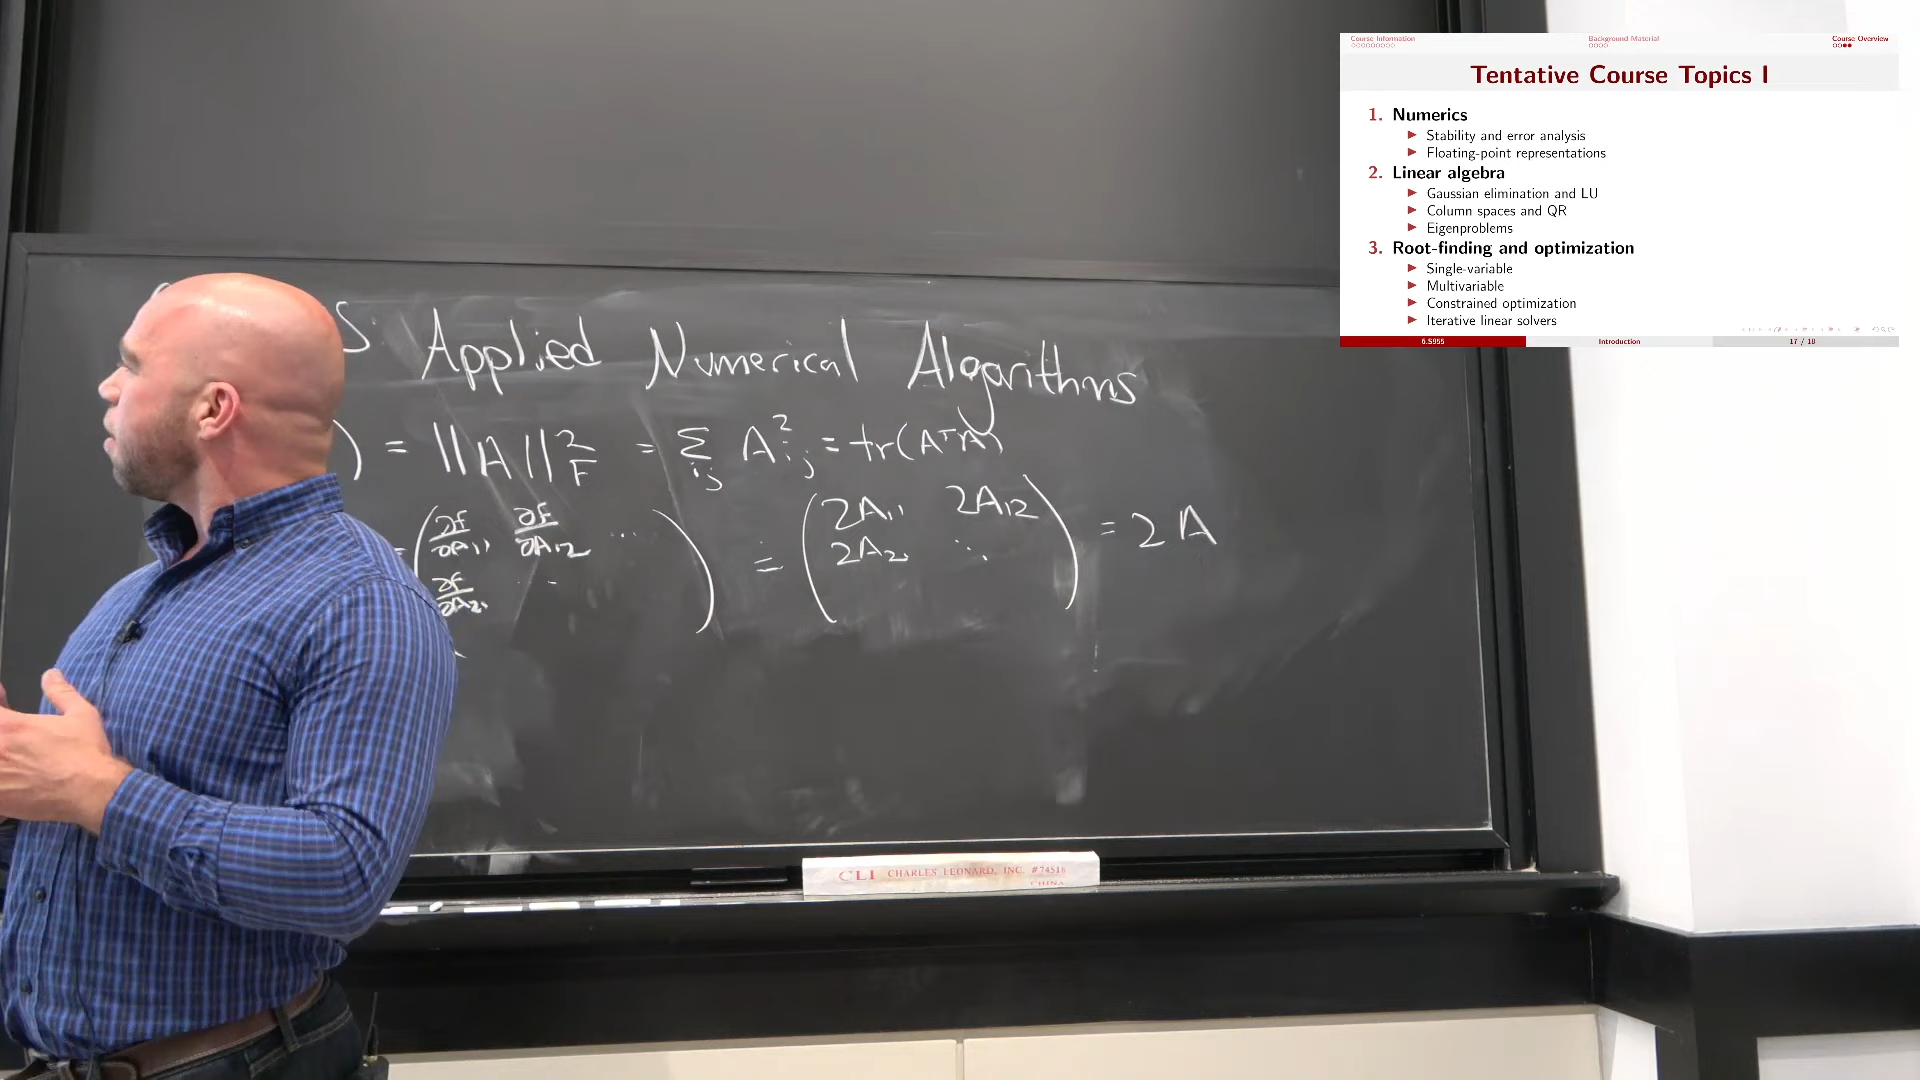 Course Information
Background Material
Course Overview
Tentative Course Topics I
1. Numerics
Stability and error analysis
Floating-point representations
2. Linear algebra
Gaussian elimination and LU
Column spaces and QR
Eigenproblems
3. Root-finding and optimization
Single-variable
Multivariable
Constrained optimization
Iterative linear solvers
6.S955
Introduction
17 / 18
S: Applied Numerical Algorithms
) = ||A||²_F = Σ_ij A²_ij = tr(AᵀA)
= ( ∂f/∂A₁₁ ∂f/∂A₁₂ ⋯ ) = ( 2A₁₁ 2A₁₂ ) = 2A
∂f/∂A₂₁ ⋯ 2A₂₁ ⋱
CLI CHARLES LEONARD, INC. #74516
CHINA